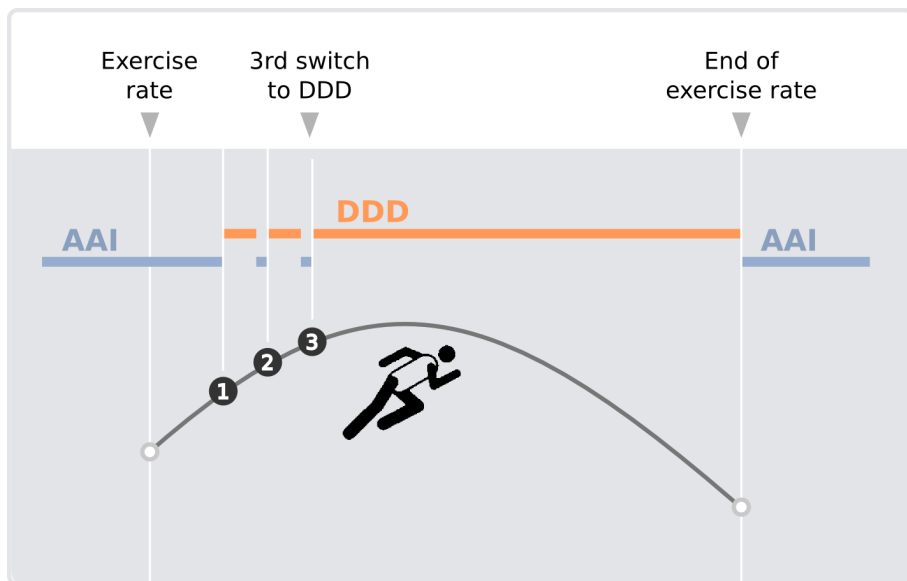 Exercise
rate
3rd switch
to DDD
End of
exercise rate
DDD
AAI
AAI
1
2
3